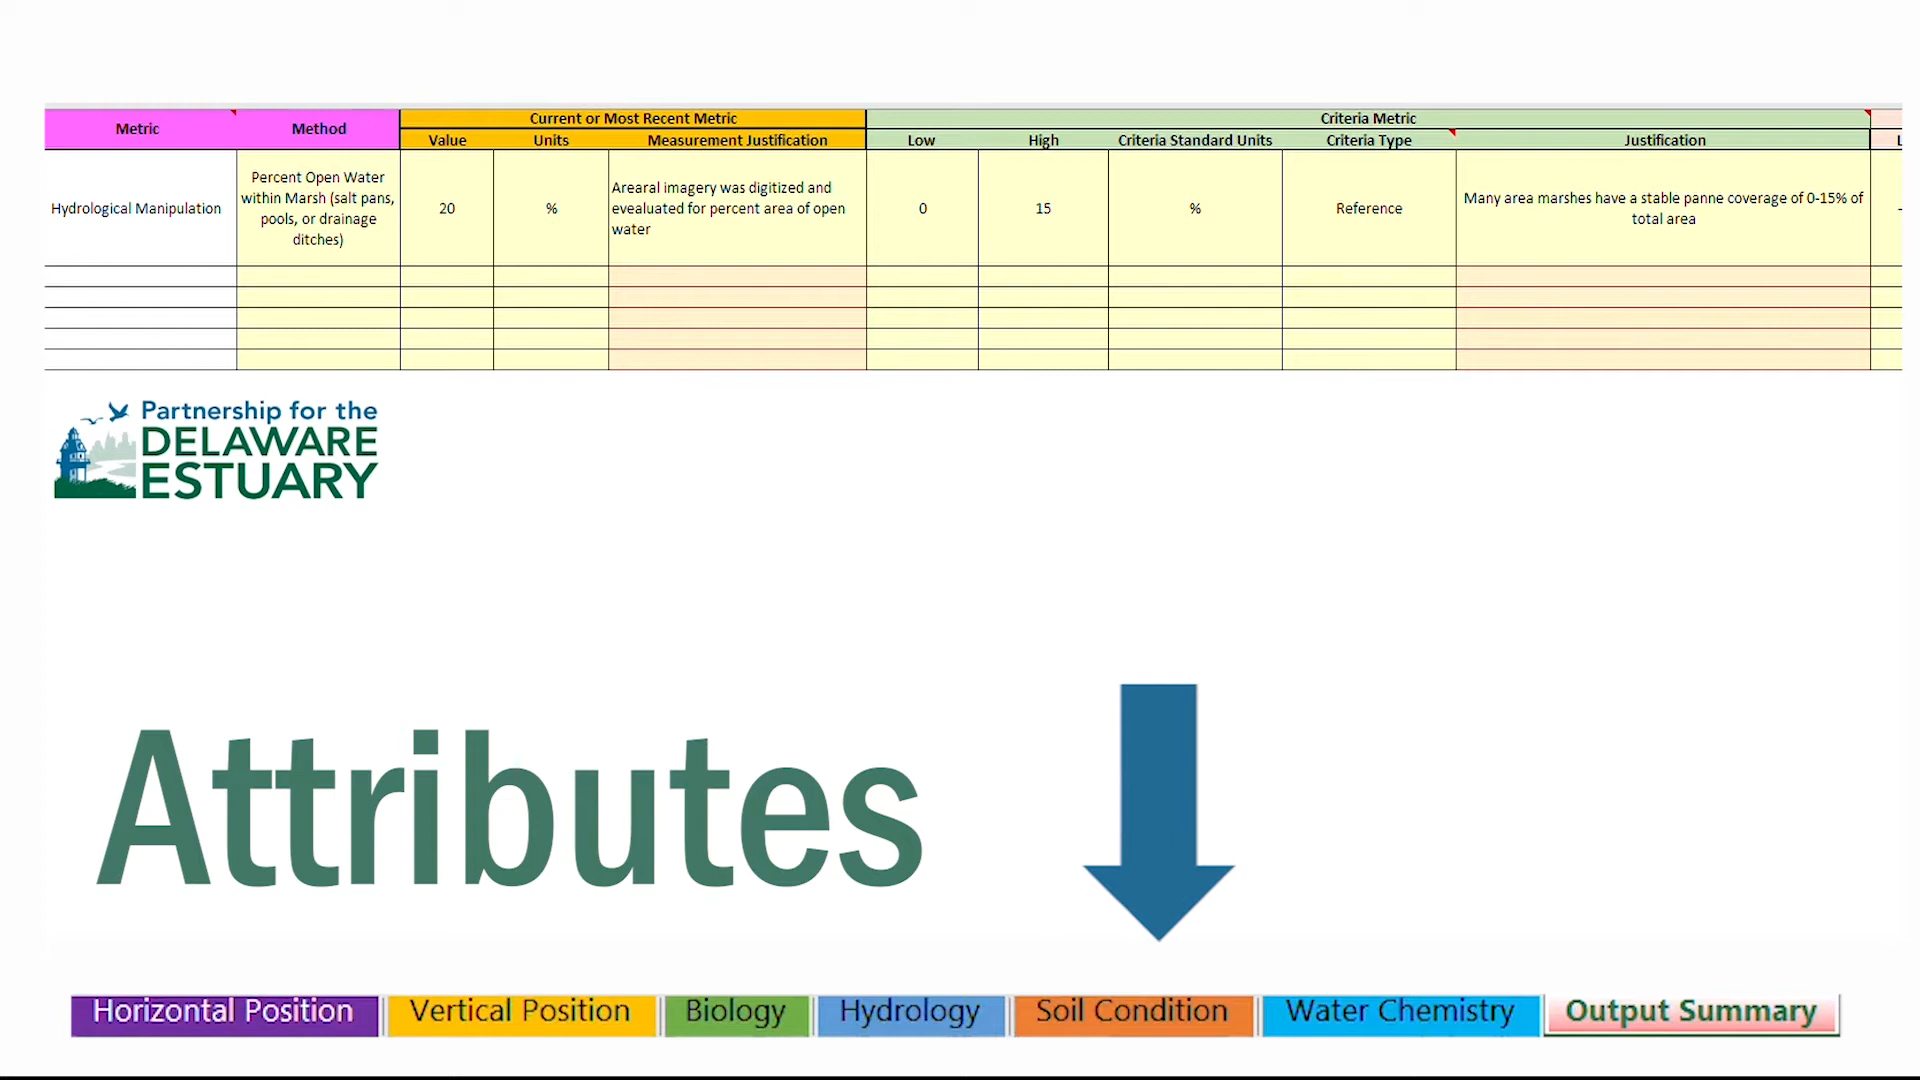 Metric Method Current or Most Recent Metric Criteria Metric
Value Units Measurement Justification Low High Criteria Standard Units Criteria Type Justification
Hydrological Manipulation
Percent Open Water
within Marsh (salt pans,
pools, or drainage
ditches)
20
%
Arearal imagery was digitized and
evealuated for percent area of open
water
0
15
%
Reference
Many area marshes have a stable panne coverage of 0-15% of
total area
Partnership for the
DELAWARE
ESTUARY
Attributes
Horizontal Position Vertical Position Biology Hydrology Soil Condition Water Chemistry Output Summary